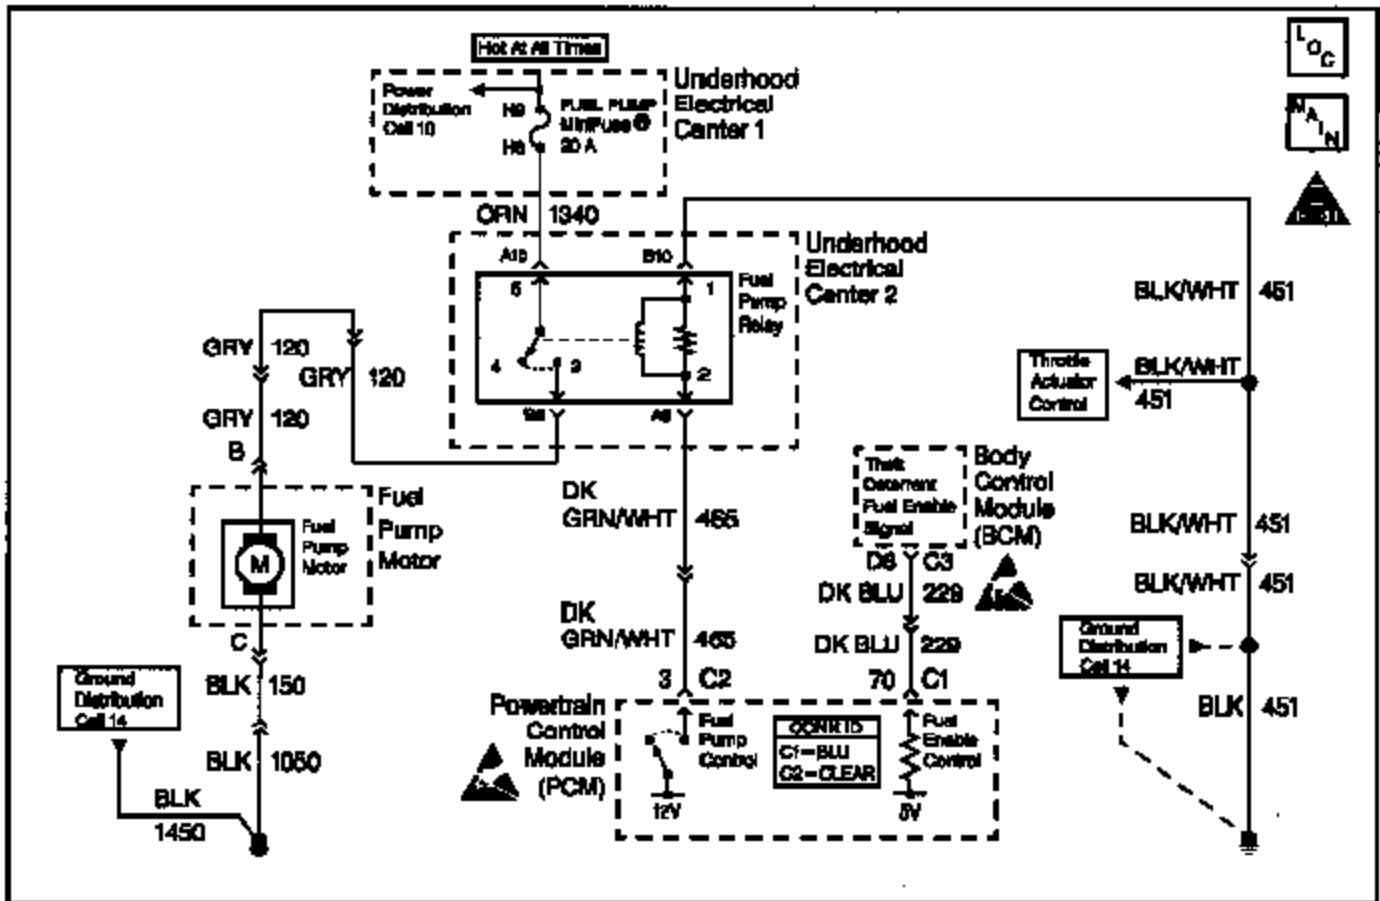 Hot At All Times
LOC
MAIN
Power
Distribution
Cell 10
H9
H8
FUEL PUMP
MiniFuse®
20 A
Underhood
Electrical
Center 1
ORN 1340
A10
B10
Underhood
Electrical
Center 2
5
1
4
2
Fuel
Pump
Relay
GRY 120
GRY 120
GRY 120
B
Fuel
Pump
Motor
M
Fuel
Pump
Motor
C
BLK 150
BLK 1050
Ground
Distribution
Cell 14
BLK
1450
DK
GRN/WHT 465
DK
GRN/WHT 465
3 C2
Powertrain
Control
Module
(PCM)
Fuel
Pump
Control
12V
CONN ID
C1=BLU
C2=CLEAR
Theft
Deterrent
Fuel Enable
Signal
Body
Control
Module
(BCM)
C3
DK BLU 229
DK BLU 229
70 C1
Fuel
Enable
Control
BLK/WHT 451
Throttle
Actuator
Control
BLK/WHT
451
BLK/WHT 451
BLK/WHT 451
Ground
Distribution
Cell 14
BLK 451